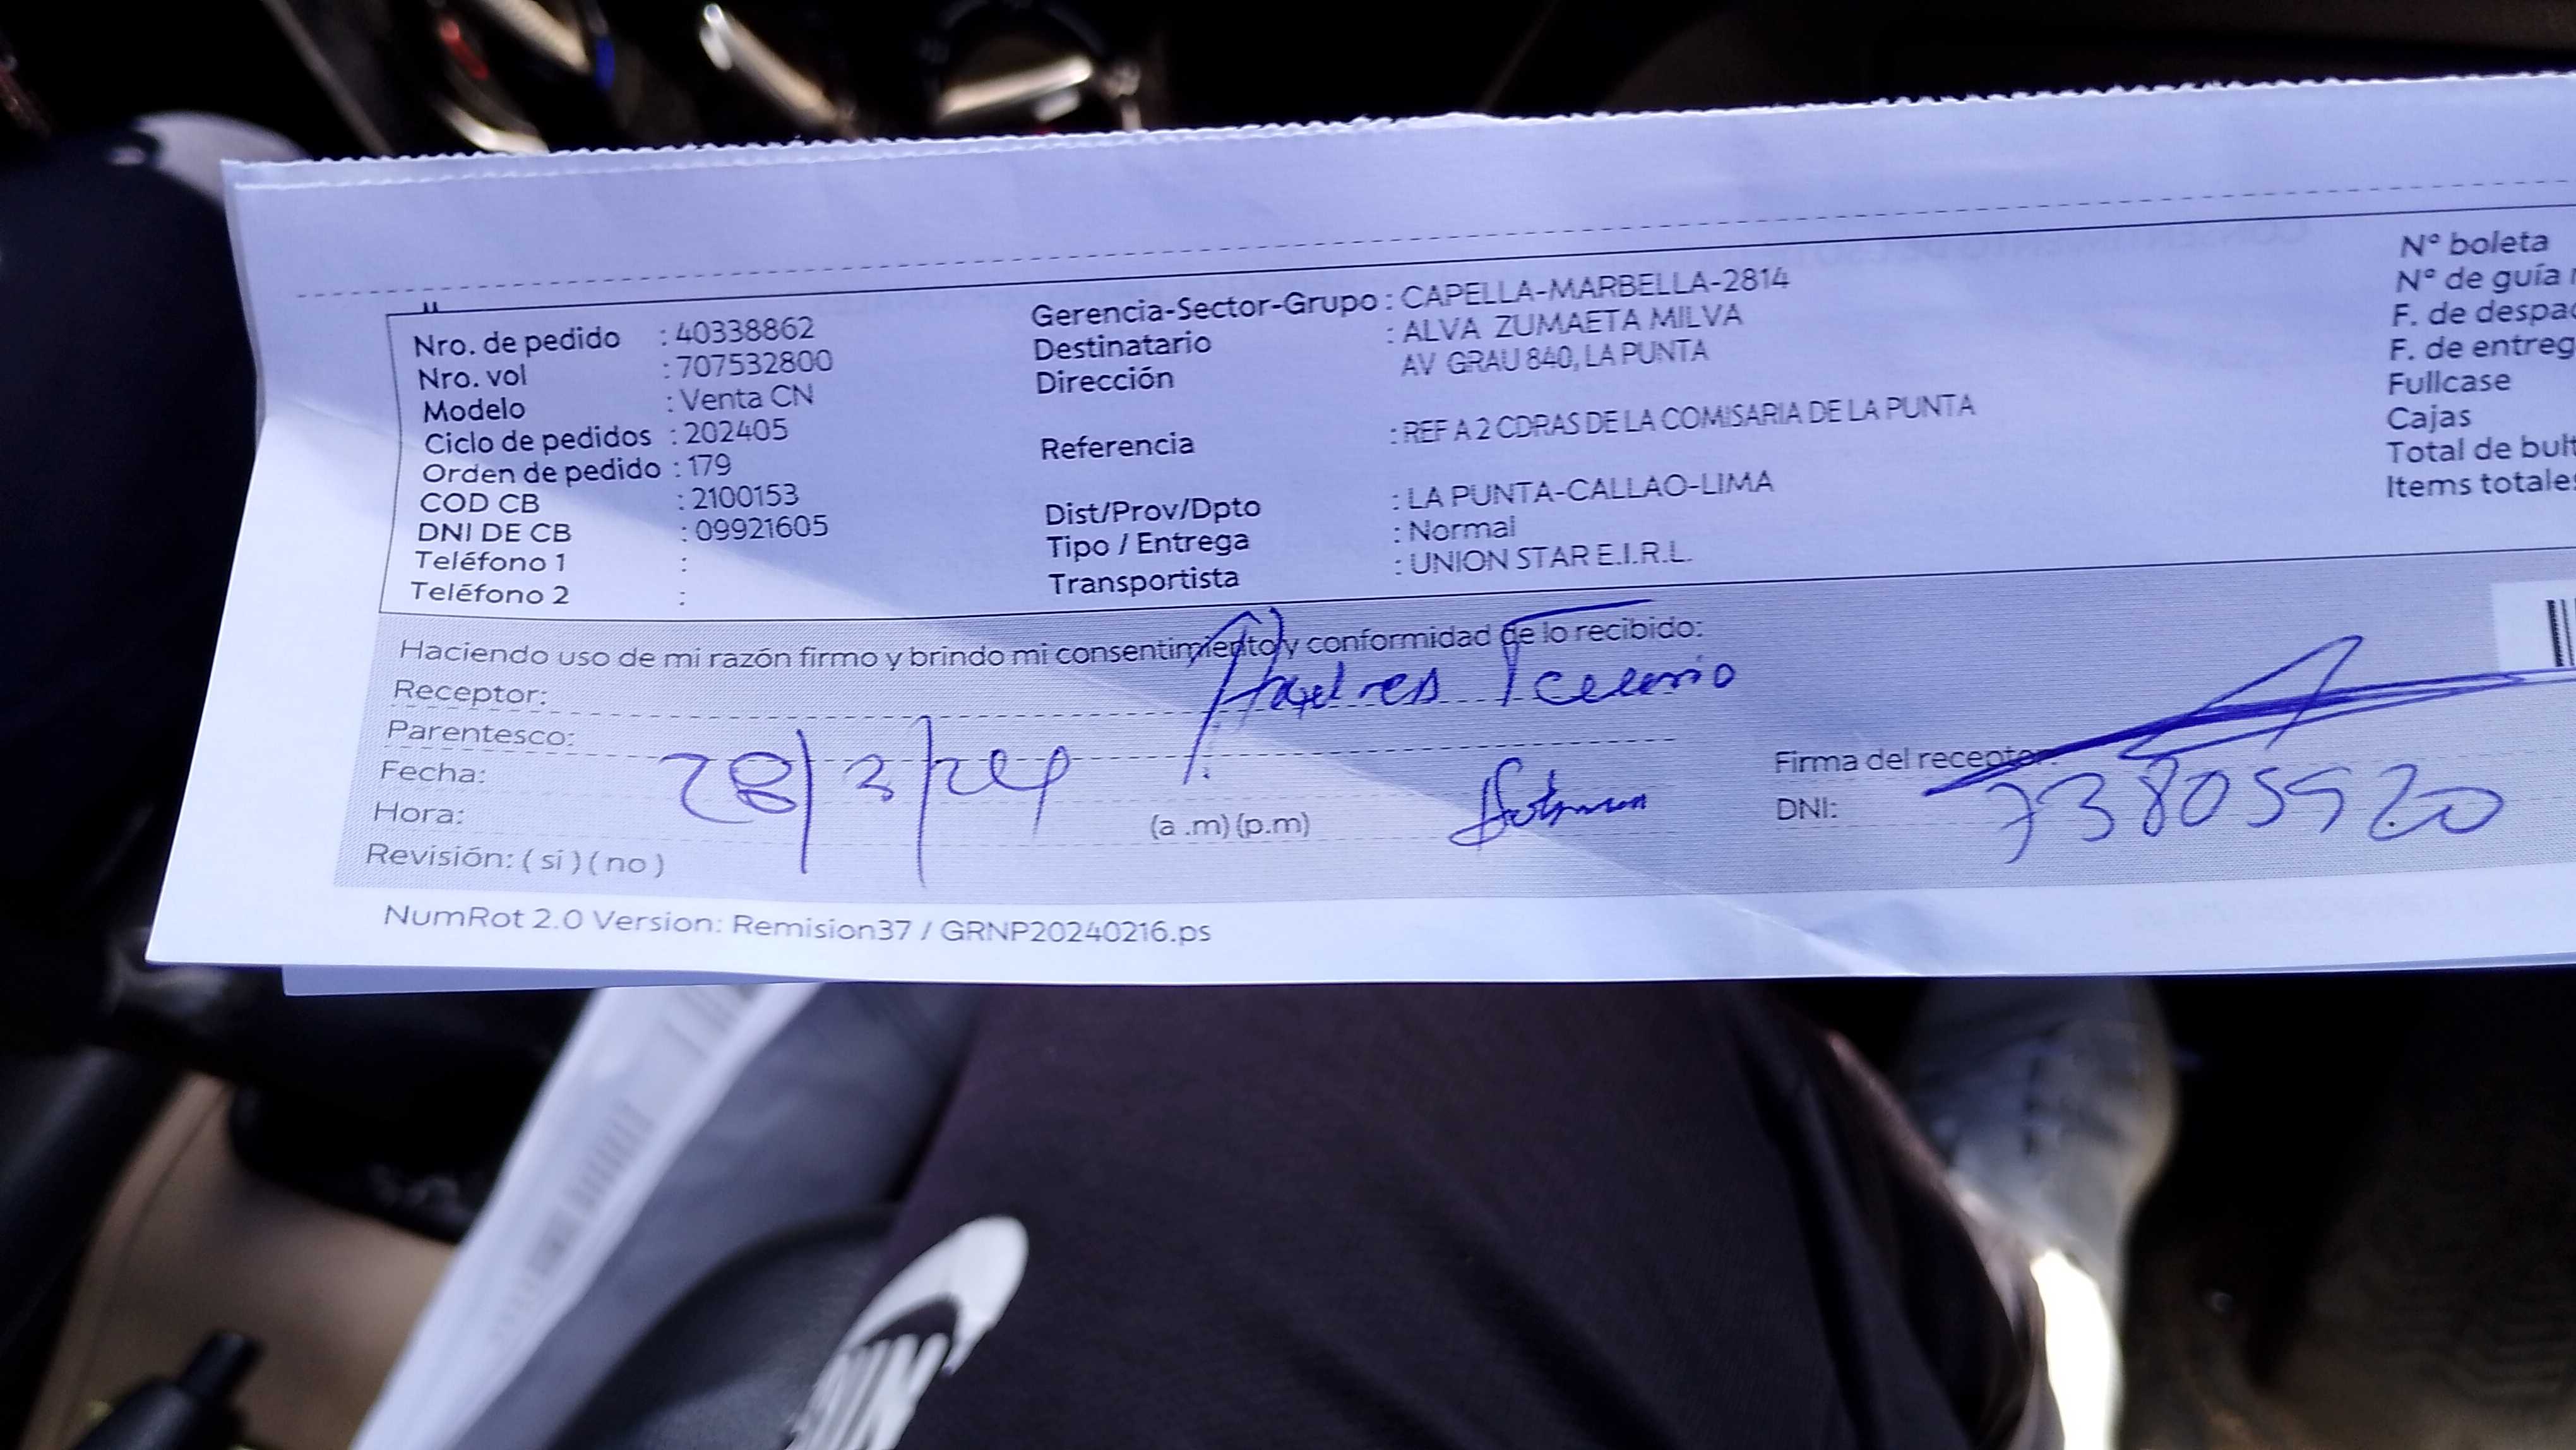 Nro. de pedido : 40338862
Nro. vol : 707532800
Modelo : Venta CN
Ciclo de pedidos : 202405
Orden de pedido : 179
COD CB : 2100153
DNI DE CB : 09921605
Teléfono 1 :
Teléfono 2 :
Gerencia-Sector-Grupo : CAPELLA-MARBELLA-2814
Destinatario : ALVA ZUMAETA MILVA
Dirección AV GRAU 840, LA PUNTA
Referencia : REF A 2 CDRAS DE LA COMISARIA DE LA PUNTA
Dist/Prov/Dpto : LA PUNTA-CALLAO-LIMA
Tipo / Entrega : Normal
Transportista : UNION STAR E.I.R.L.
N° boleta
N° de guía
F. de
F. de
Fullcase
Cajas
Total de
Items
Haciendo uso de mi razón firmo y brindo mi consentimiento y conformidad de lo recibido:
Receptor:
Parentesco:
Fecha: 28/3/24
Hora: (a .m) (p.m)
Revisión: ( si ) ( no )
Firma del receptor:
DNI: 73805520
NumRot 2.0 Version: Remision37 / GRNP20240216.ps